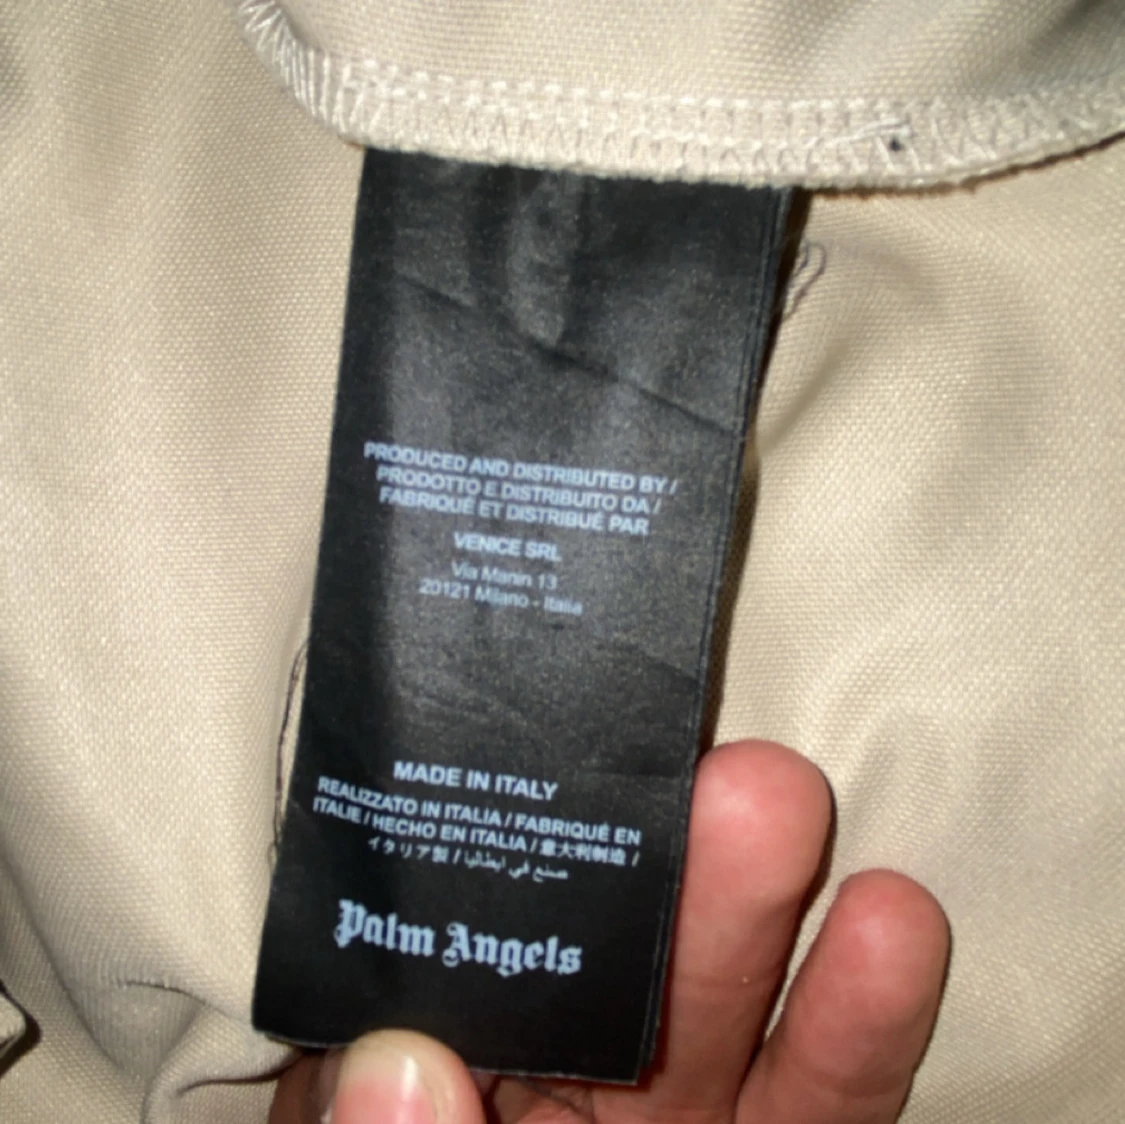 PRODUCED AND DISTRIBUTED BY /
PRODOTTO E DISTRIBUITO DA /
FABRIQUÉ ET DISTRIBUÉ PAR
VENICE SRL
Via Manin 13
20121 Milano - Italia
MADE IN ITALY
REALIZZATO IN ITALIA / FABRIQUÉ EN
ITALIE / HECHO EN ITALIA / 意大利制造 /
イタリア製 / صنع في ايطاليا
Palm Angels